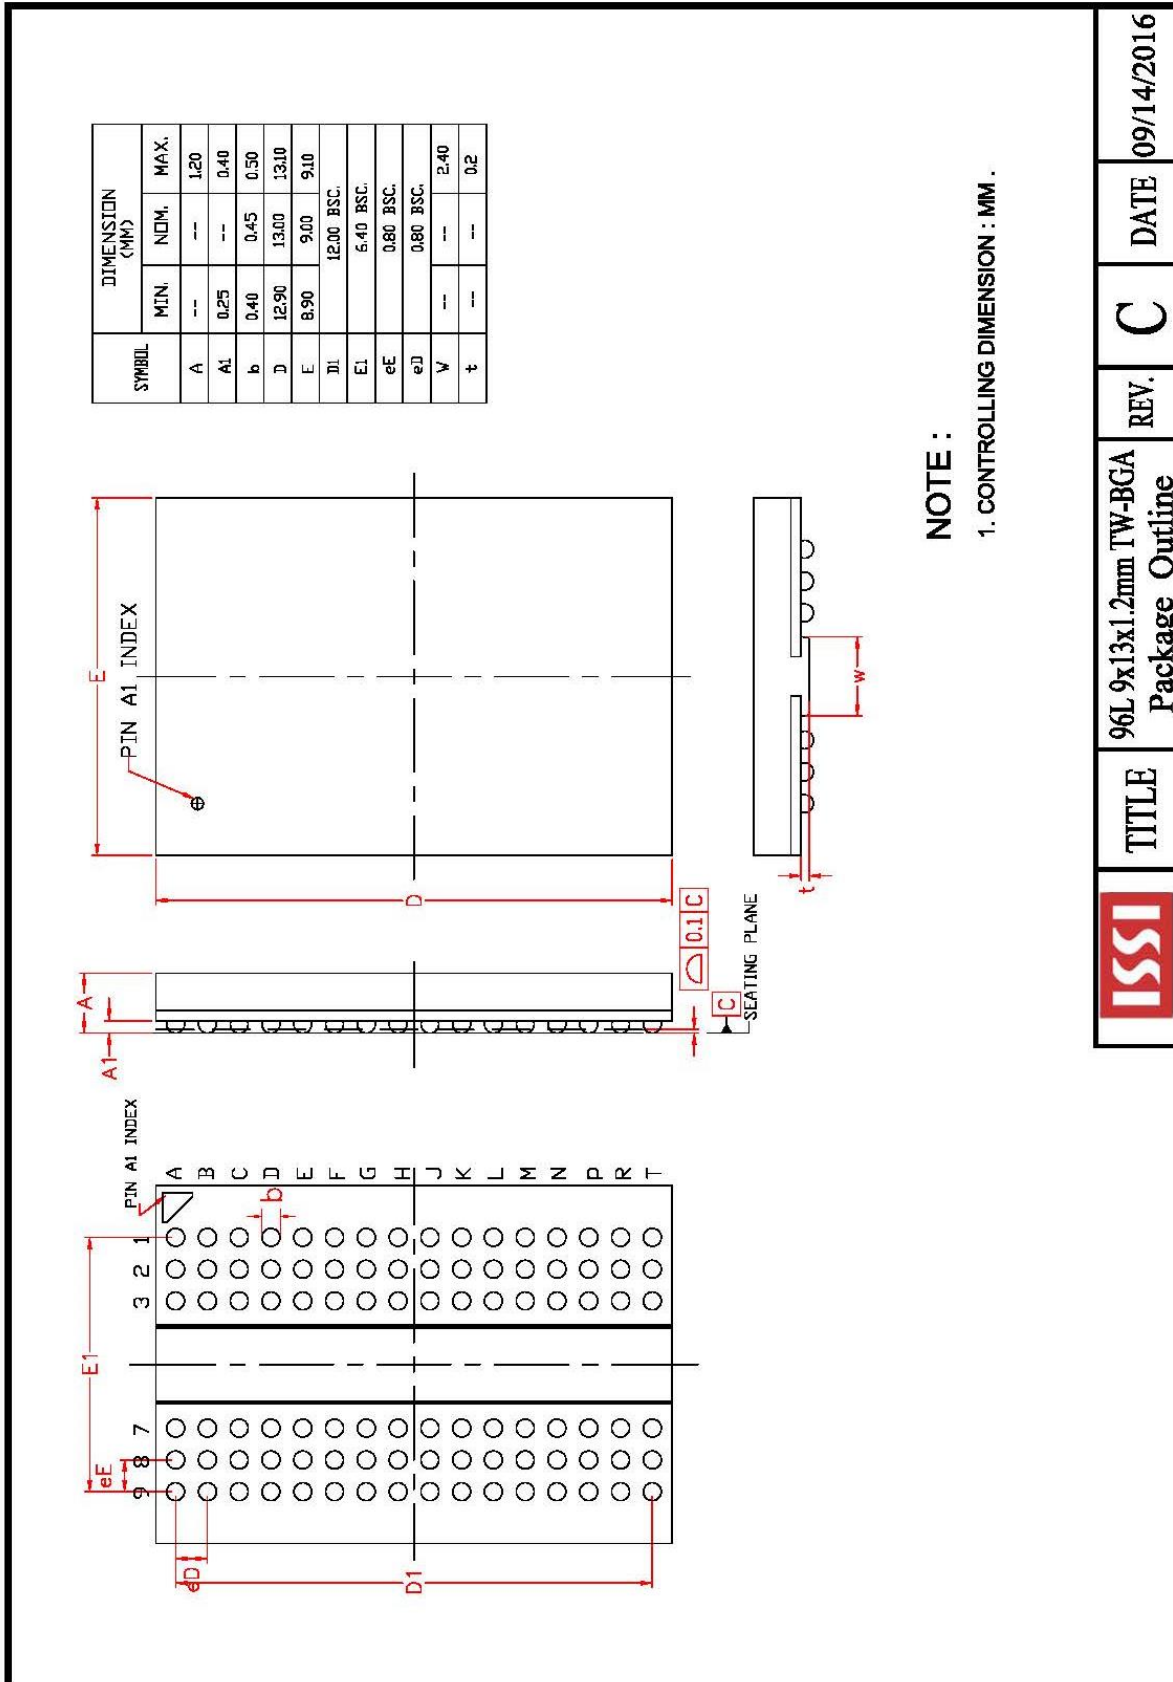 SYMBOL DIMENSION
(MM)
MIN. NOM. MAX.
A -- -- 1.20
A1 0.25 -- 0.40
b 0.40 0.45 0.50
D 12.90 13.00 13.10
E 8.90 9.00 9.10
D1 12.00 BSC.
E1 6.40 BSC.
eE 0.80 BSC.
eD 0.80 BSC.
W -- -- 2.40
t -- -- 0.2
E
PIN A1 INDEX
D
A
A1
0.1 C
C
SEATING PLANE
w
t
PIN A1 INDEX
E1
eE
9 8 7 3 2 1
A
B
C
D
E
F
G
H
J
K
L
M
N
P
R
T
b
eD
D1
NOTE :
1. CONTROLLING DIMENSION : MM .
ISSI
TITLE
96L 9x13x1.2mm TW-BGA
Package Outline
REV.
C
DATE
09/14/2016